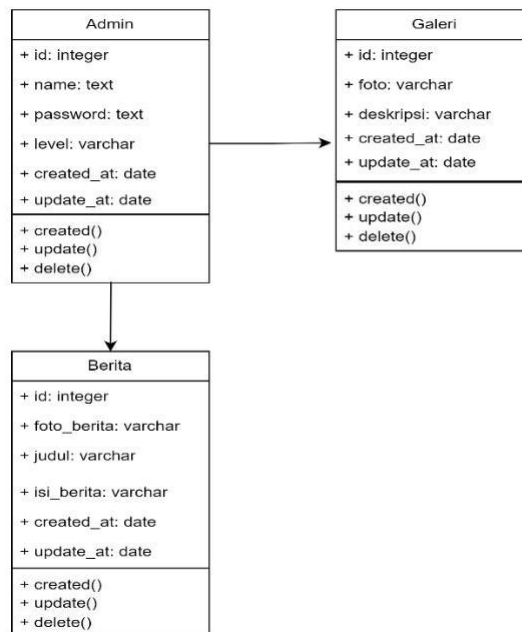 Admin
+ id: integer
+ name: text
+ password: text
+ level: varchar
+ created_at: date
+ update_at: date
+ created()
+ update()
+ delete()
Galeri
+ id: integer
+ foto: varchar
+ deskripsi: varchar
+ created_at: date
+ update_at: date
+ created()
+ update()
+ delete()
Berita
+ id: integer
+ foto_berita: varchar
+ judul: varchar
+ isi_berita: varchar
+ created_at: date
+ update_at: date
+ created()
+ update()
+ delete()